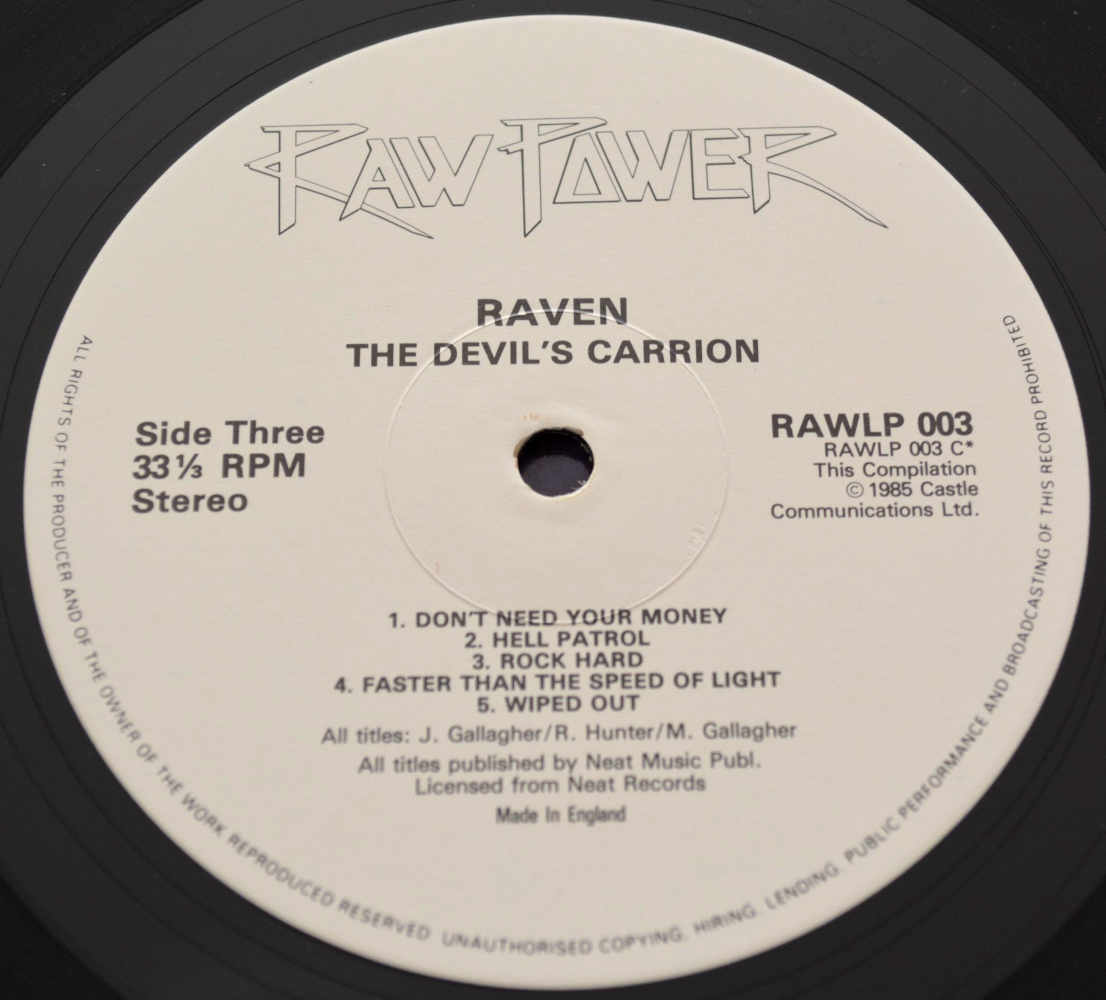 RAW POWER
RAVEN
THE DEVIL'S CARRION
Side Three
33⅓ RPM
Stereo
RAWLP 003
RAWLP 003 C*
This Compilation
© 1985 Castle
Communications Ltd.
1. DON'T NEED YOUR MONEY
2. HELL PATROL
3. ROCK HARD
4. FASTER THAN THE SPEED OF LIGHT
5. WIPED OUT
All titles: J. Gallagher/R. Hunter/M. Gallagher
All titles published by Neat Music Publ.
Licensed from Neat Records
Made In England
ALL RIGHTS OF THE PRODUCER AND OF THE OWNER OF THE WORK REPRODUCED RESERVED. UNAUTHORISED COPYING. HIRING. LENDING. PUBLIC PERFORMANCE AND BROADCASTING OF THIS RECORD PROHIBITED